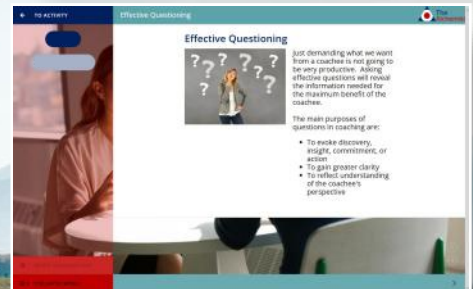 TO ACTIVITY
Effective Questioning
The
Effective Questioning
Just demanding what we want
from a coachee is not going to
be very productive. Asking
effective questions will reveal
the information needed for
the maximum benefit of the
coachee.
The main purposes of
questions in coaching are:
• To evoke discovery,
insight, commitment, or
action
• To gain greater clarity
• To reflect understanding
of the coachee's
perspective